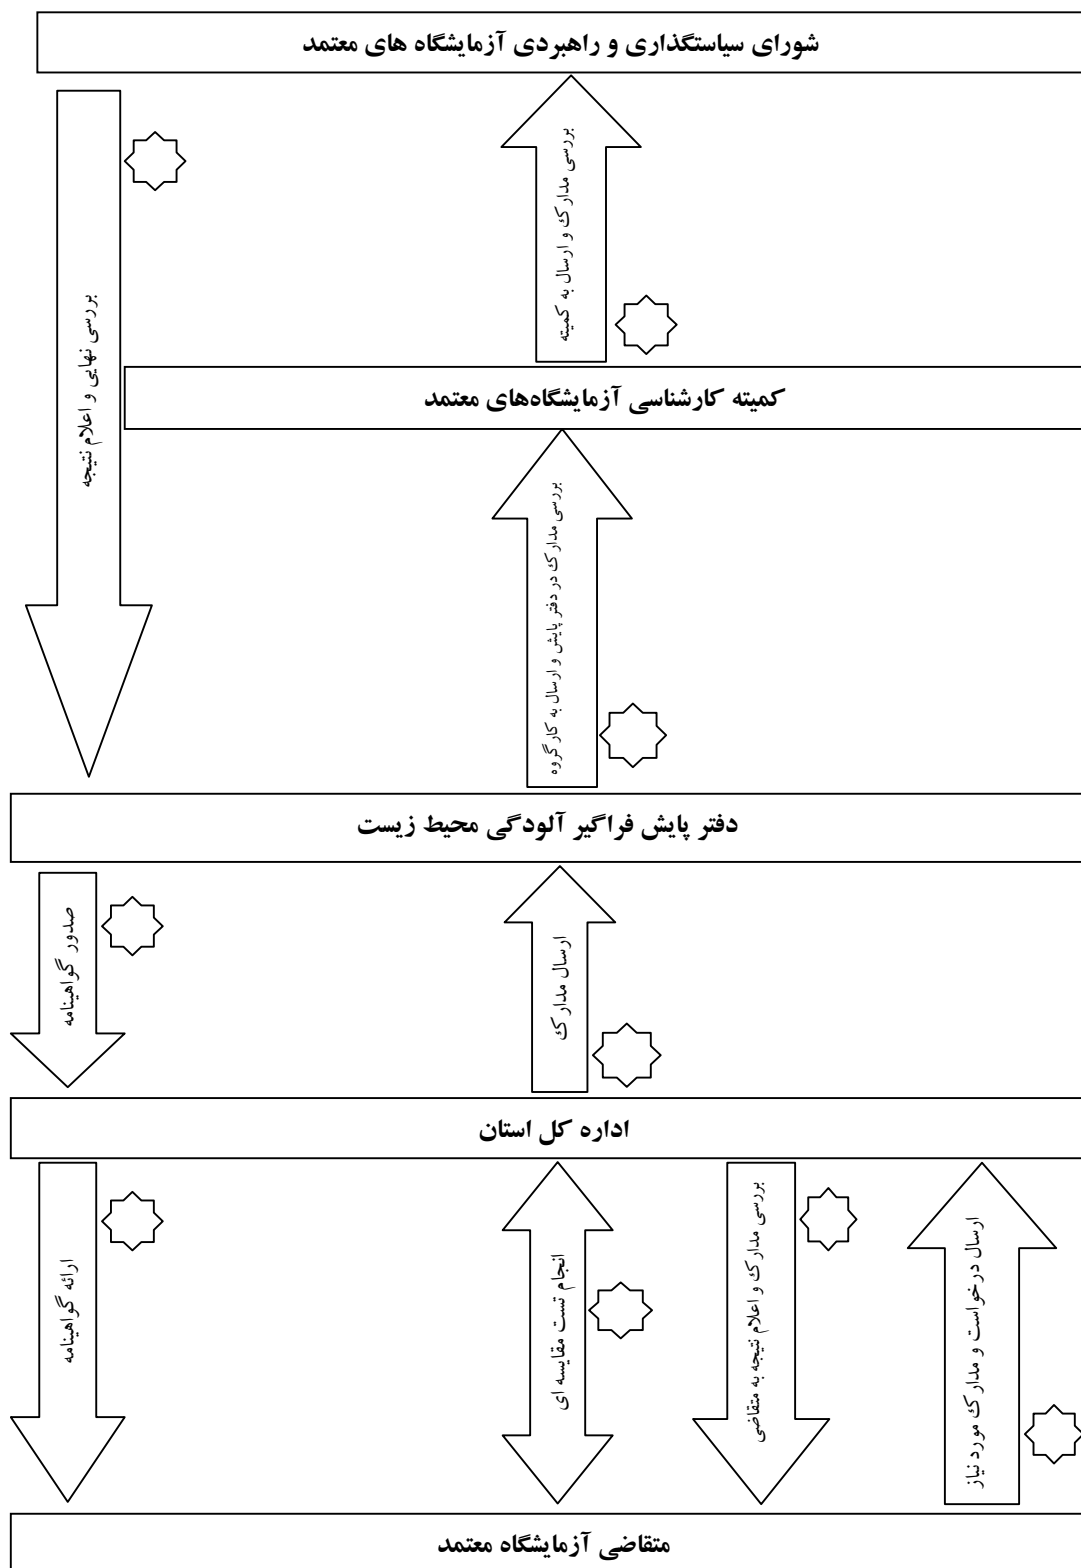 شورای سیاستگذاری و راهبردی آزمایشگاه های معتمد
بررسی مدارک و ارسال به کمیته
بررسی نهایی و اعلام نتیجه
کمیته کارشناسی آزمایشگاه‌های معتمد
بررسی مدارک در دفتر پایش و ارسال به کارگروه
دفتر پایش فراگیر آلودگی محیط زیست
ارسال مدارک
صدور گواهینامه
اداره کل استان
ارسال درخواست و مدارک مورد نیاز
بررسی مدارک و اعلام نتیجه به متقاضی
انجام تست مقایسه ای
ارائه گواهینامه
متقاضی آزمایشگاه معتمد